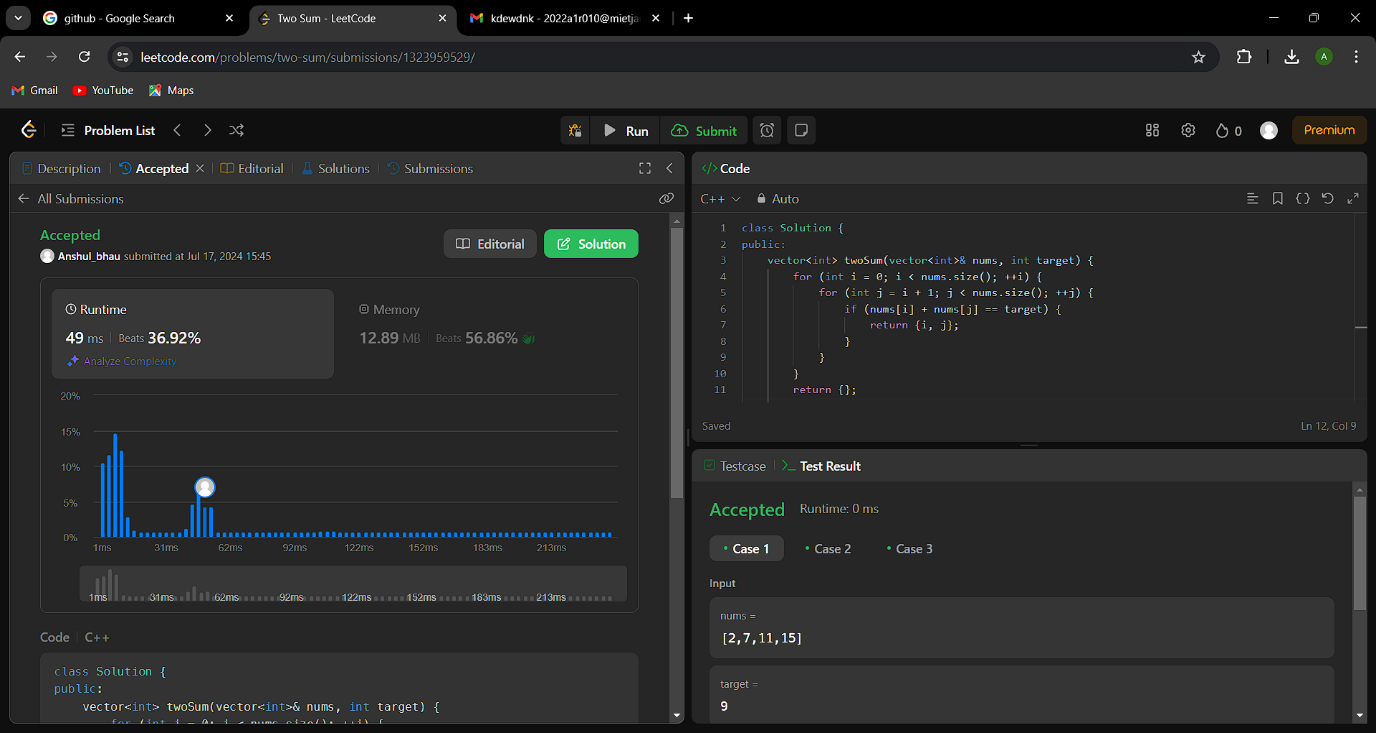 github - Google Search
Two Sum - LeetCode
kdewdnk - 2022a1r010@mietja
leetcode.com/problems/two-sum/submissions/1323959529/
A
Gmail YouTube Maps
Problem List
Run Submit
0
Premium
Description Accepted Editorial Solutions Submissions
All Submissions
Accepted
Anshul_bhau submitted at Jul 17, 2024 15:45
Editorial Solution
Runtime
49 ms Beats 36.92%
Analyze Complexity
Memory
12.89 MB Beats 56.86%
20%
15%
10%
5%
0%
1ms 31ms 62ms 92ms 122ms 152ms 183ms 213ms
1ms 31ms 62ms 92ms 122ms 152ms 183ms 213ms
Code C++
class Solution {
public:
vector<int> twoSum(vector<int>& nums, int target) {
</> Code
C++ Auto
1 class Solution {
2 public:
3 vector<int> twoSum(vector<int>& nums, int target) {
4 for (int i = 0; i < nums.size(); ++i) {
5 for (int j = i + 1; j < nums.size(); ++j) {
6 if (nums[i] + nums[j] == target) {
7 return {i, j};
8 }
9 }
10 }
11 return {};
Saved
Ln 12, Col 9
Testcase >_ Test Result
Accepted Runtime: 0 ms
• Case 1 • Case 2 • Case 3
Input
nums =
[2,7,11,15]
target =
9